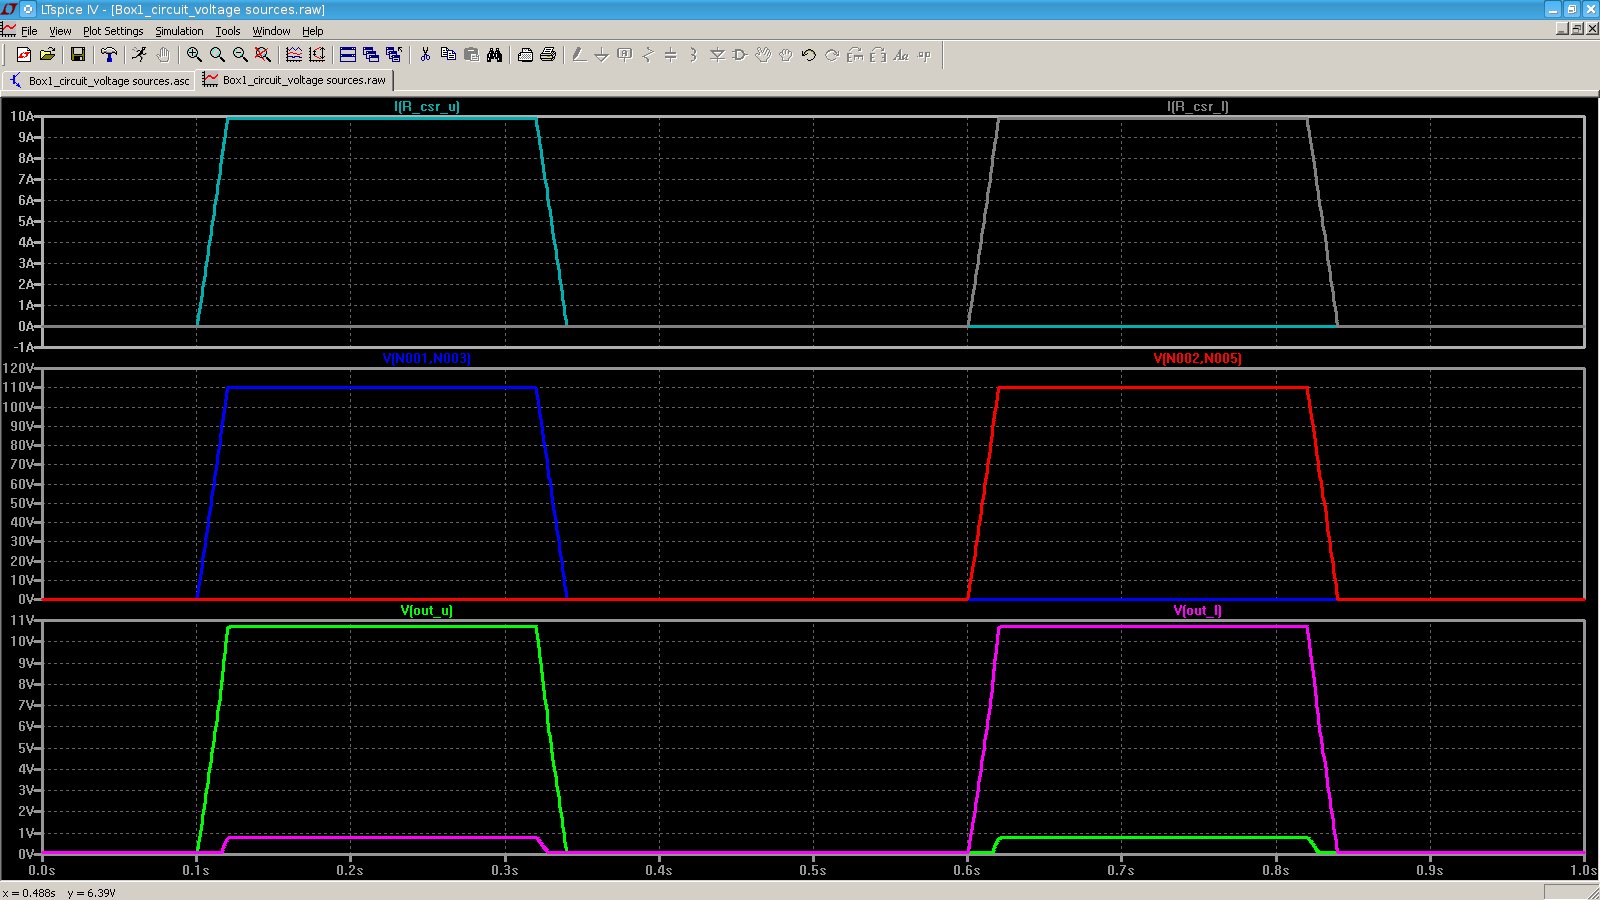 LTspice IV - [Box1_circuit_voltage sources.raw]
File View Plot Settings Simulation Tools Window Help
Box1_circuit_voltage sources.asc Box1_circuit_voltage sources.raw
I(R_csr_u) I(R_csr_l)
10A
9A
8A
7A
6A
5A
4A
3A
2A
1A
0A
-1A
V(N001,N003) V(N002,N005)
120V
110V
100V
90V
80V
70V
60V
50V
40V
30V
20V
10V
0V
V(out_u) V(out_l)
11V
10V
9V
8V
7V
6V
5V
4V
3V
2V
1V
0V
0.0s 0.1s 0.2s 0.3s 0.4s 0.5s 0.6s 0.7s 0.8s 0.9s 1.0s
x = 0.488s y = 6.39V